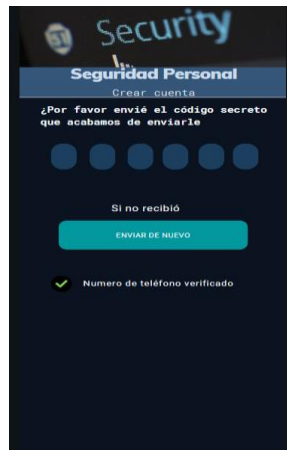 Security
Seguridad Personal
Crear cuenta
¿Por favor envié el código secreto
que acabamos de enviarle
Si no recibió
ENVIAR DE NUEVO
Numero de teléfono verificado